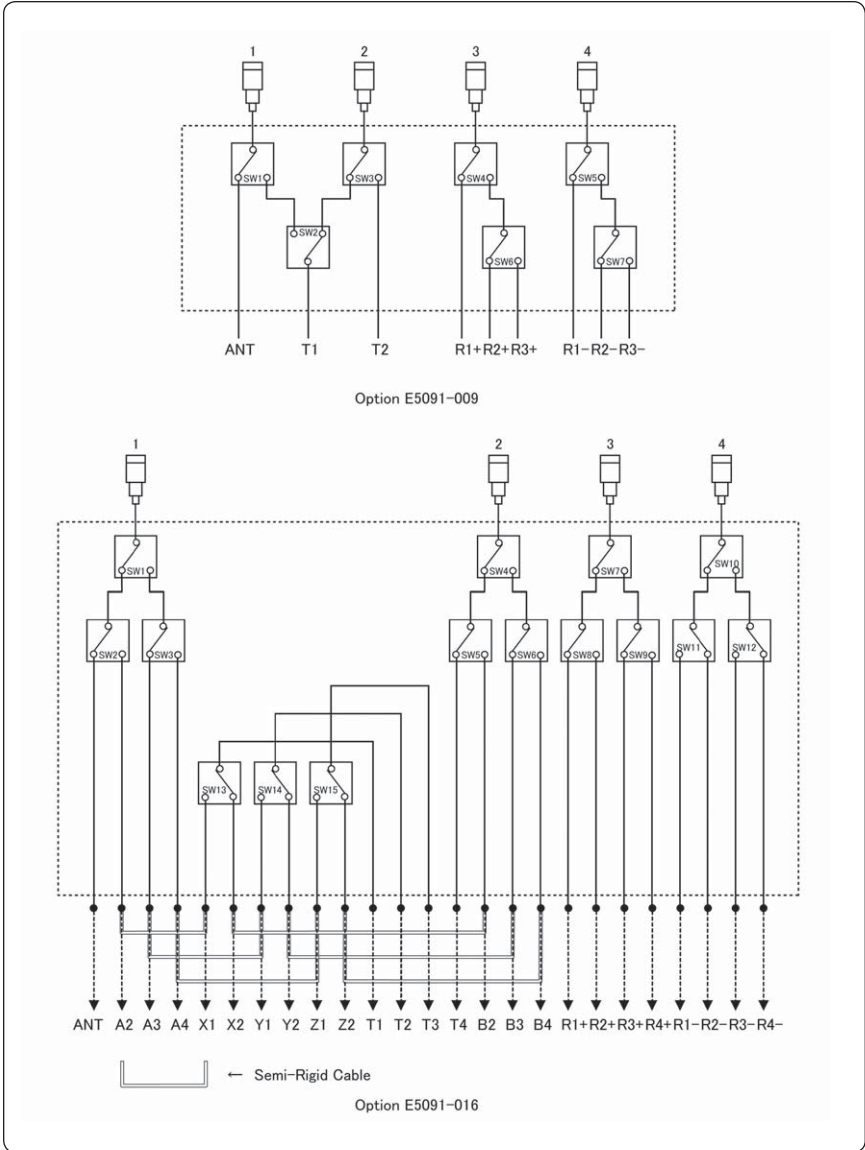 1 2 3 4
SW1 SW3 SW4 SW5
SW2 SW6 SW7
ANT T1 T2 R1+ R2+ R3+ R1- R2- R3-
Option E5091-009
1 2 3 4
SW1 SW4 SW7 SW10
SW2 SW3 SW5 SW6 SW8 SW9 SW11 SW12
SW13 SW14 SW15
ANT A2 A3 A4 X1 X2 Y1 Y2 Z1 Z2 T1 T2 T3 T4 B2 B3 B4 R1+ R2+ R3+ R4+ R1- R2- R3- R4-
← Semi-Rigid Cable
Option E5091-016